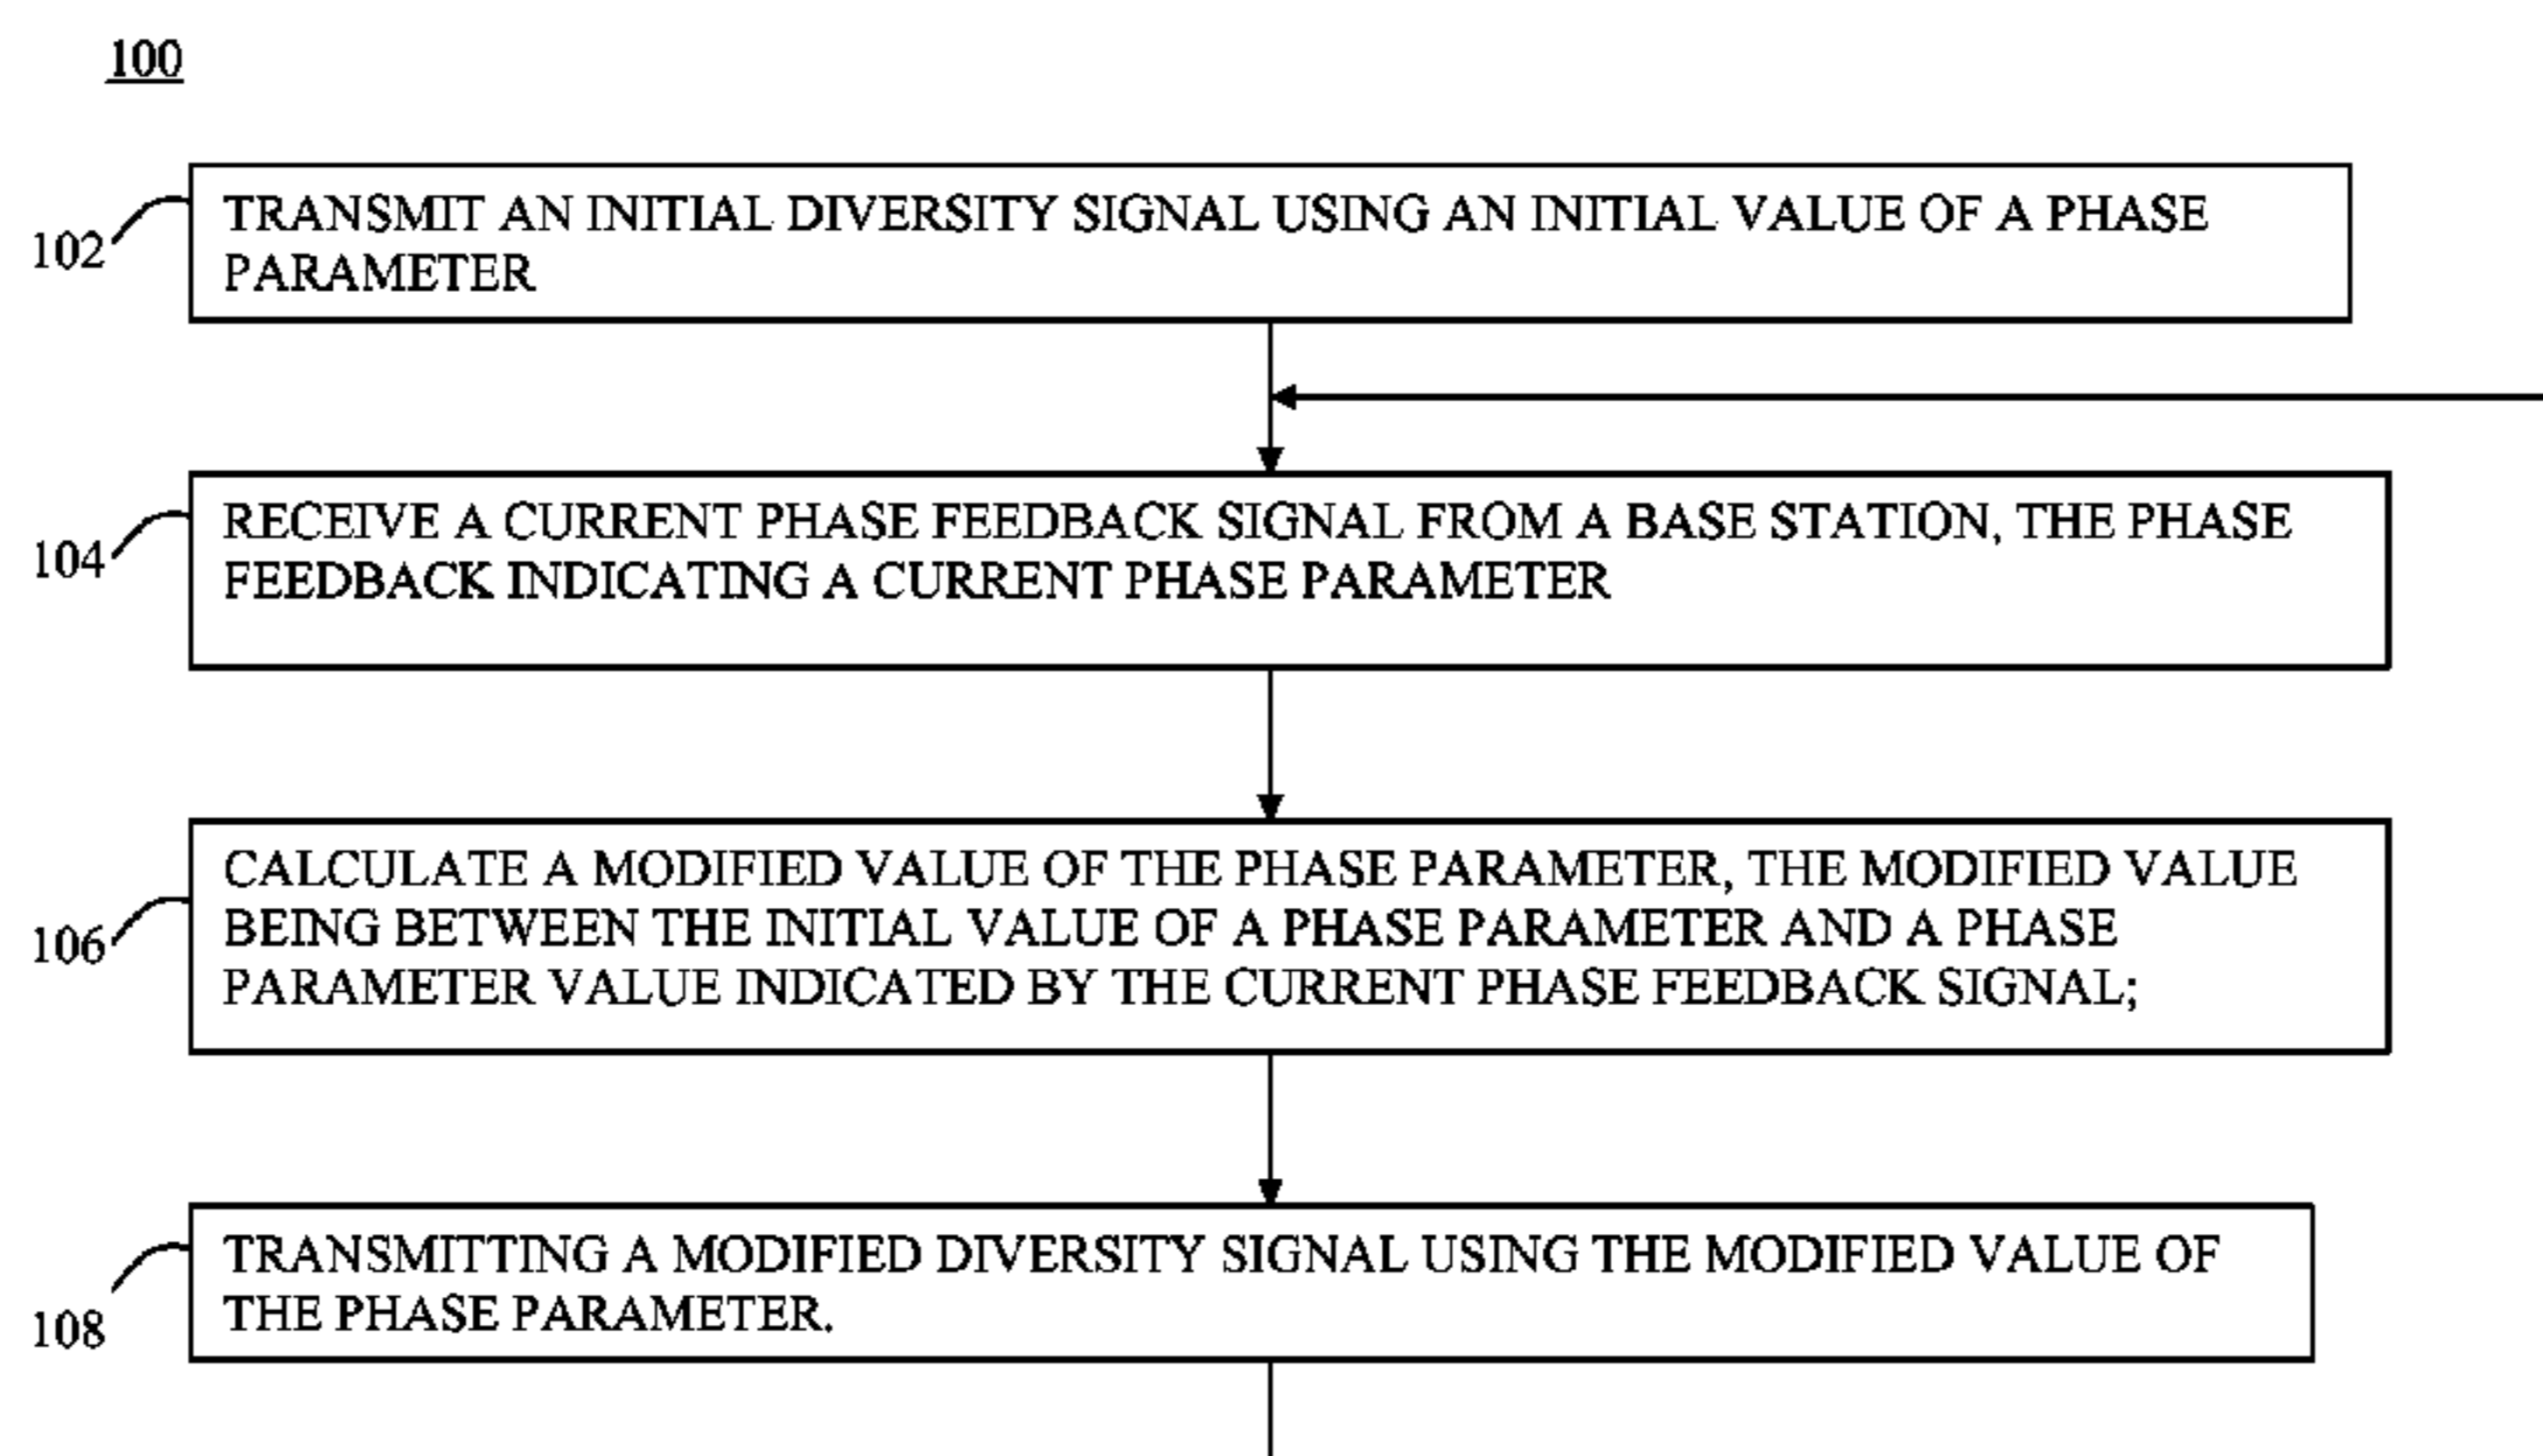 100
102
TRANSMIT AN INITIAL DIVERSITY SIGNAL USING AN INITIAL VALUE OF A PHASE
PARAMETER
104
RECEIVE A CURRENT PHASE FEEDBACK SIGNAL FROM A BASE STATION, THE PHASE
FEEDBACK INDICATING A CURRENT PHASE PARAMETER
106
CALCULATE A MODIFIED VALUE OF THE PHASE PARAMETER, THE MODIFIED VALUE
BEING BETWEEN THE INITIAL VALUE OF A PHASE PARAMETER AND A PHASE
PARAMETER VALUE INDICATED BY THE CURRENT PHASE FEEDBACK SIGNAL;
108
TRANSMITTING A MODIFIED DIVERSITY SIGNAL USING THE MODIFIED VALUE OF
THE PHASE PARAMETER.